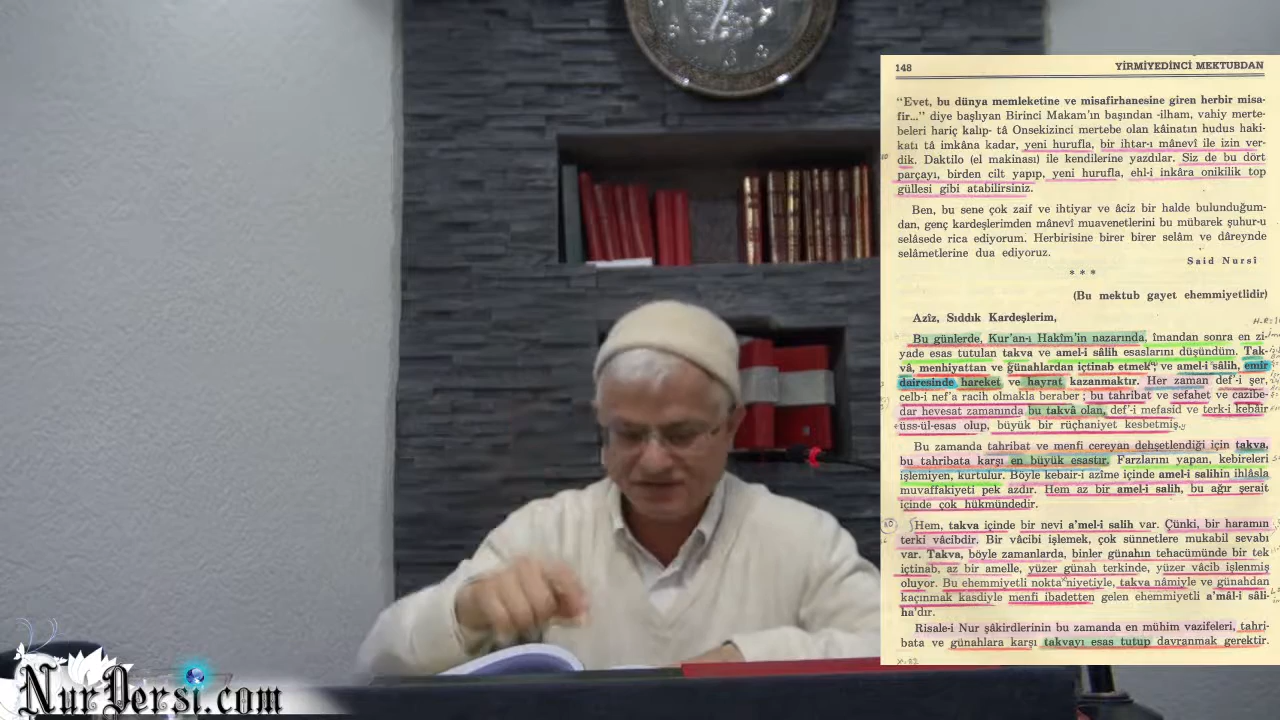 148 YİRMİYEDİNCİ MEKTUBDAN
"Evet, bu dünya memleketine ve misafirhanesine giren herbir misa-
fir..." diye başlıyan Birinci Makam'ın başından -ilham, vahiy merte-
beleri hariç kalıp- tâ Onsekizinci mertebe olan kâinatın hudus haki-
katı tâ imkâna kadar, yeni hurufla, bir ihtar-ı mânevî ile izin ver-
dik. Daktilo (el makinası) ile kendilerine yazdılar. Siz de bu dört
parçayı, birden cilt yapıp, yeni hurufla, ehl-i inkâra onikilik top
güllesi gibi atabilirsiniz.
Ben, bu sene çok zaif ve ihtiyar ve âciz bir halde bulunduğum-
dan, genç kardeşlerimden mânevî muavenetlerini bu mübarek şuhur-u
selâsede rica ediyorum. Herbirisine birer birer selâm ve dâreynde
selâmetlerine dua ediyoruz.
Said Nursî
* * *
(Bu mektub gayet ehemmiyetlidir)
Azîz, Sıddık Kardeşlerim,
Bu günlerde, Kur'an-ı Hakîm'in nazarında, îmandan sonra en zi-
yade esas tutulan takva ve amel-i sâlih esaslarını düşündüm. Tak-
vâ, menhiyattan ve günahlardan içtinab etmek; ve amel-i sâlih, emir
dairesinde hareket ve hayrat kazanmaktır. Her zaman def'-i şer,
celb-i nef'a racih olmakla beraber; bu tahribat ve sefahet ve cazibe-
dar hevesat zamanında bu takvâ olan, def'-i mefasid ve terk-i kebâir
üss-ül-esas olup, büyük bir rüçhaniyet kesbetmiş.
Bu zamanda tahribat ve menfi cereyan dehşetlendiği için takva,
bu tahribata karşı en büyük esastır. Farzlarını yapan, kebireleri
işlemiyen, kurtulur. Böyle kebair-i azîme içinde amel-i salihin ihlâsla
muvaffakiyeti pek azdır. Hem az bir amel-i salih, bu ağır şerait
içinde çok hükmündedir.
Hem, takva içinde bir nevi a'mel-i salih var. Çünki, bir haramın
terki vâcibdir. Bir vâcibi işlemek, çok sünnetlere mukabil sevabı
var. Takva, böyle zamanlarda, binler günahın tehacümünde bir tek
içtinab, az bir amelle, yüzer günah terkinde, yüzer vâcib işlenmiş
oluyor. Bu ehemmiyetli nokta niyetiyle, takva nâmiyle ve günahdan
kaçınmak kasdiyle menfi ibadetten gelen ehemmiyetli a'mâl-i sâli-
ha'dır.
Risale-i Nur şâkirdlerinin bu zamanda en mühim vazifeleri, tahri-
bata ve günahlara karşı takvayı esas tutup davranmak gerektir.
NurDersi.com